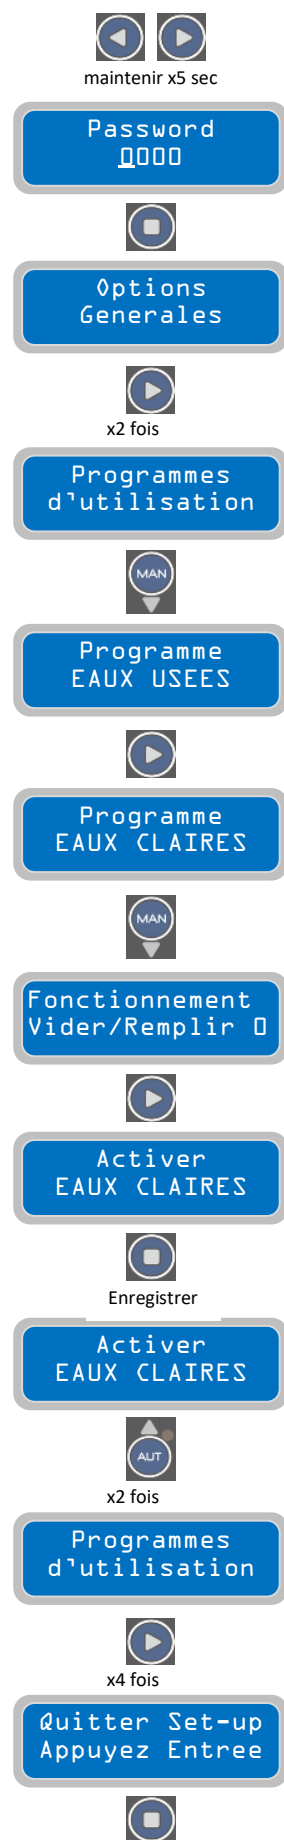 maintenir x5 sec
Password
0000
Options
Generales
x2 fois
Programmes
d'utilisation
MAN
Programme
EAUX USEES
Programme
EAUX CLAIRES
MAN
Fonctionnement
Vider/Remplir 0
Activer
EAUX CLAIRES
Enregistrer
Activer
EAUX CLAIRES
AUT
x2 fois
Programmes
d'utilisation
x4 fois
Quitter Set-up
Appuyez Entree